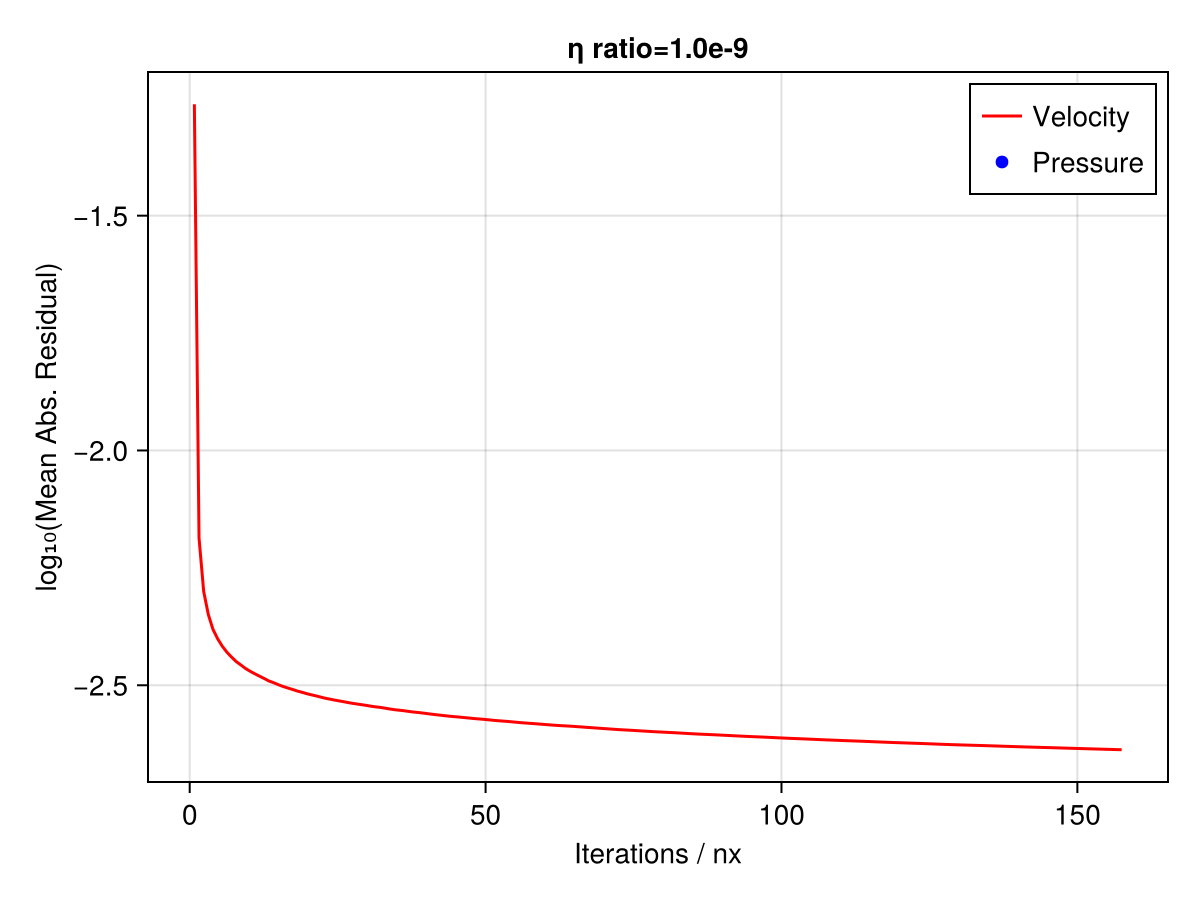 η ratio=1.0e-9
Velocity
Pressure
−1.5
−2.0
−2.5
log₁₀(Mean Abs. Residual)
0
50
100
150
Iterations / nx